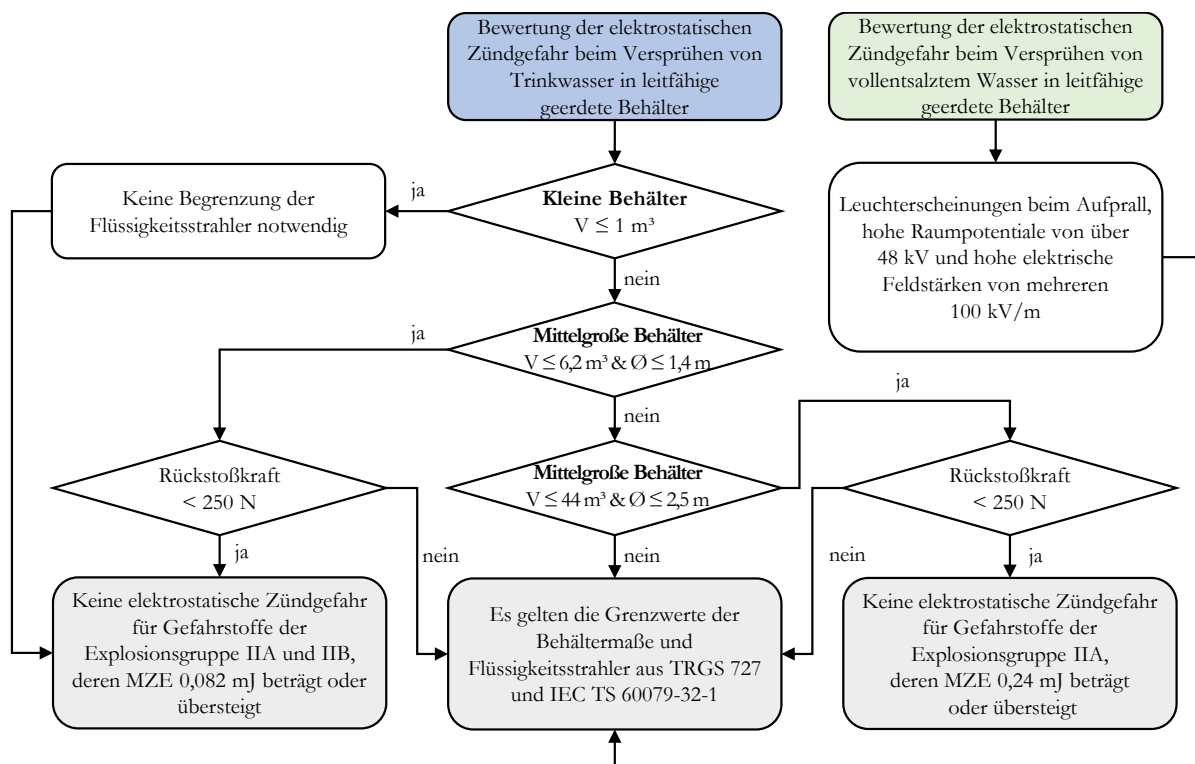 Bewertung der elektrostatischen
Zündgefahr beim Versprühen von
Trinkwasser in leitfähige
geerdete Behälter
Bewertung der elektrostatischen
Zündgefahr beim Versprühen von
vollentsalztem Wasser in leitfähige
geerdete Behälter
Keine Begrenzung der
Flüssigkeitsstrahler notwendig
ja
Kleine Behälter
V ≤ 1 m³
Leuchterscheinungen beim Aufprall,
hohe Raumpotentiale von über
48 kV und hohe elektrische
Feldstärken von mehreren
100 kV/m
nein
ja
Mittelgroße Behälter
V ≤ 6,2 m³ & Ø ≤ 1,4 m
nein
ja
Rückstoßkraft
< 250 N
Mittelgroße Behälter
V ≤ 44 m³ & Ø ≤ 2,5 m
Rückstoßkraft
< 250 N
ja
nein
nein
nein
ja
Keine elektrostatische Zündgefahr
für Gefahrstoffe der
Explosionsgruppe IIA und IIB,
deren MZE 0,082 mJ beträgt oder
übersteigt
Es gelten die Grenzwerte der
Behältermaße und
Flüssigkeitsstrahler aus TRGS 727
und IEC TS 60079-32-1
Keine elektrostatische Zündgefahr
für Gefahrstoffe der
Explosionsgruppe IIA,
deren MZE 0,24 mJ beträgt
oder übersteigt